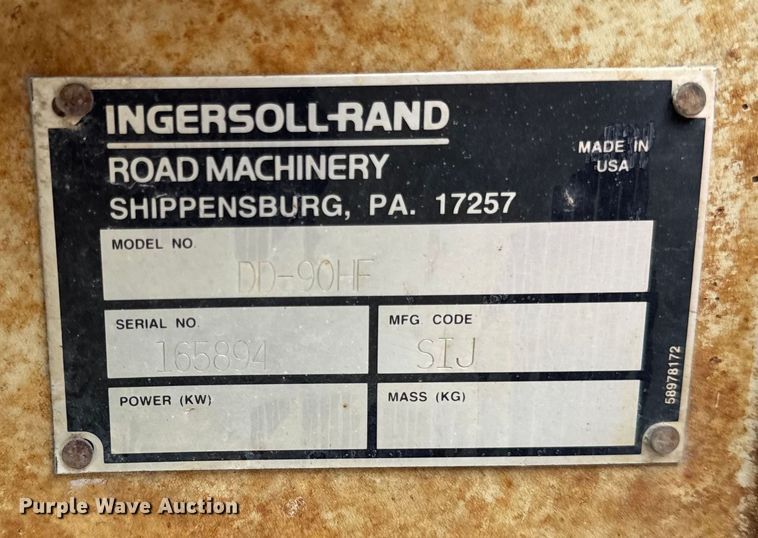 INGERSOLL-RAND
ROAD MACHINERY
MADE IN
USA
SHIPPENSBURG, PA. 17257
MODEL NO.
DD-90HF
SERIAL NO.
165894
MFG. CODE
SIJ
POWER (KW)
MASS (KG)
58978172
Purple Wave Auction